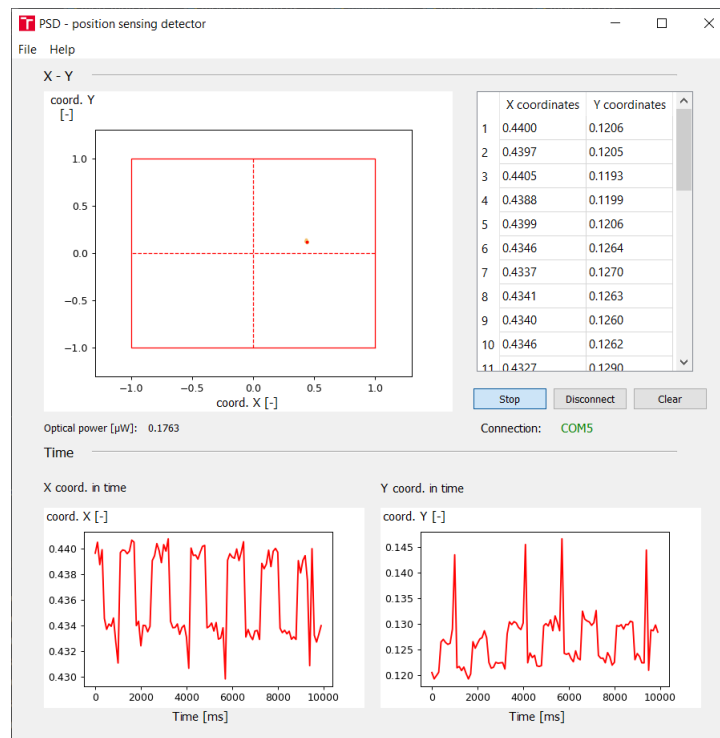 PSD - position sensing detector
File Help
X - Y
coord. Y
[-]
1.0
0.5
0.0
−0.5
−1.0
−1.0 −0.5 0.0 0.5 1.0
coord. X [-]
X coordinates Y coordinates
1 0.4400 0.1206
2 0.4397 0.1205
3 0.4405 0.1193
4 0.4388 0.1199
5 0.4399 0.1206
6 0.4346 0.1264
7 0.4337 0.1270
8 0.4341 0.1263
9 0.4340 0.1260
10 0.4346 0.1262
11 0.4327 0.1290
Stop Disconnect Clear
Optical power [μW]: 0.1763
Connection: COM5
Time
X coord. in time
coord. X [-]
0.440
0.438
0.436
0.434
0.432
0.430
0 2000 4000 6000 8000 10000
Time [ms]
Y coord. in time
coord. Y [-]
0.145
0.140
0.135
0.130
0.125
0.120
0 2000 4000 6000 8000 10000
Time [ms]